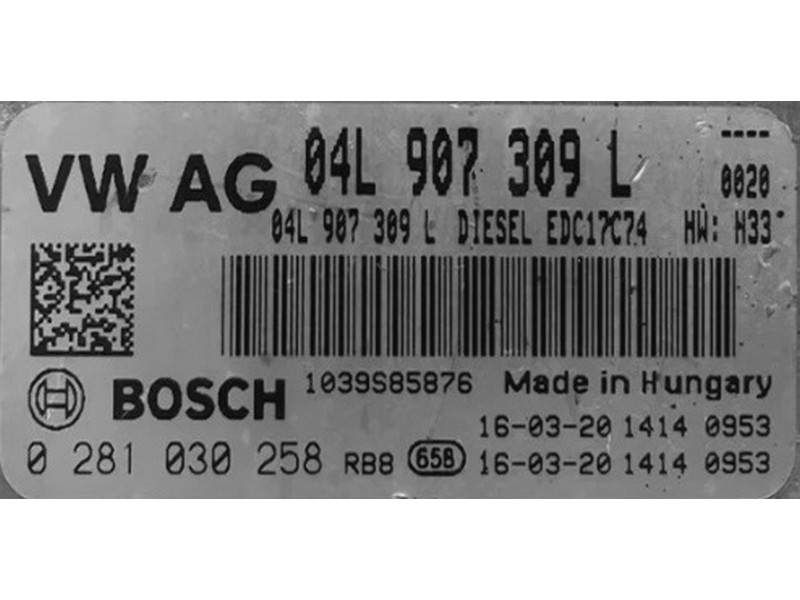 VW AG 04L 907 309 L ----
0020
04L 907 309 L DIESEL EDC17C74 HW: H33
BOSCH 1039S85876 Made in Hungary
16-03-20 1414 0953
0 281 030 258 RB8 65B 16-03-20 1414 0953